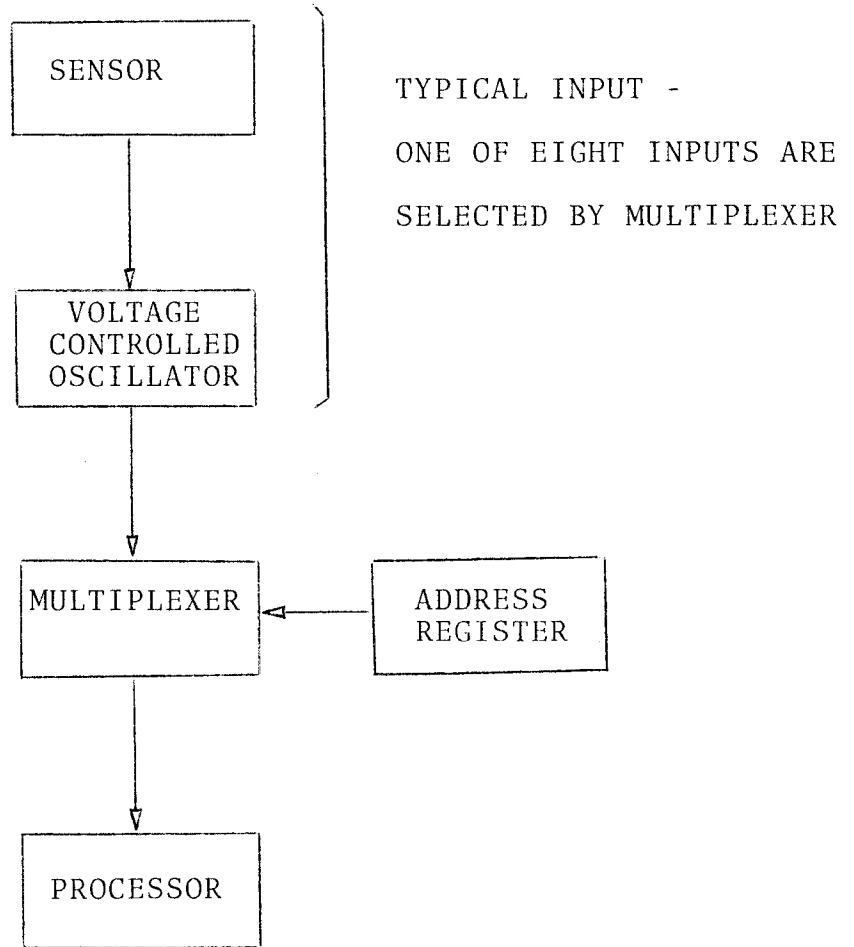 SENSOR
TYPICAL INPUT -
ONE OF EIGHT INPUTS ARE
SELECTED BY MULTIPLEXER
VOLTAGE
CONTROLLED
OSCILLATOR
MULTIPLEXER
ADDRESS
REGISTER
PROCESSOR